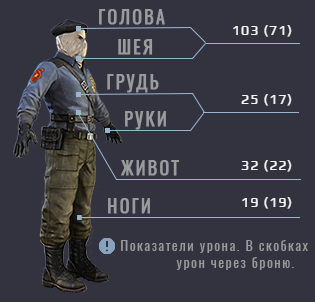 ГОЛОВА
103 (71)
ШЕЯ
ГРУДЬ
25 (17)
РУКИ
ЖИВОТ
32 (22)
НОГИ
19 (19)
! Показатели урона. В скобках
урон через броню.